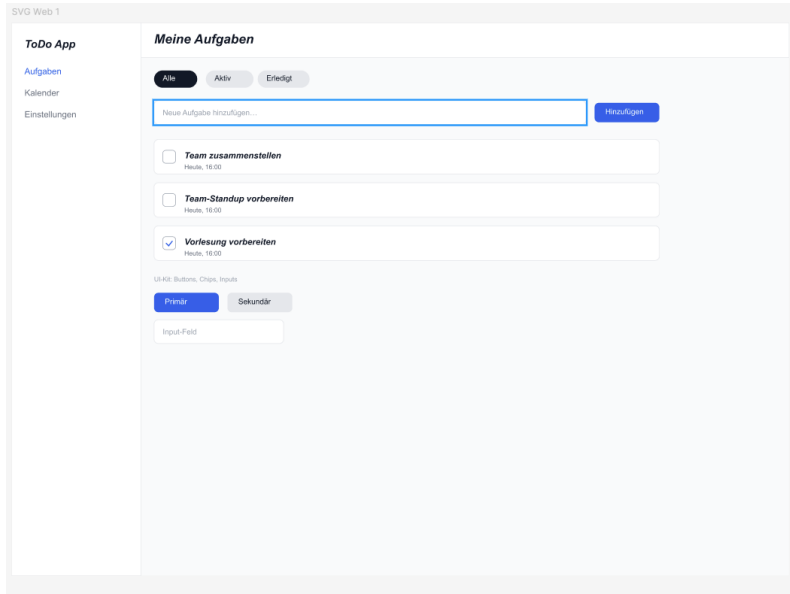 SVG Web 1
ToDo App
Aufgaben
Kalender
Einstellungen
Meine Aufgaben
Alle Aktiv Erledigt
Neue Aufgabe hinzufügen… Hinzufügen
Team zusammenstellen
Heute, 16:00
Team-Standup vorbereiten
Heute, 16:00
Vorlesung vorbereiten
Heute, 16:00
UI-Kit: Buttons, Chips, Inputs
Primär Sekundär
Input-Feld